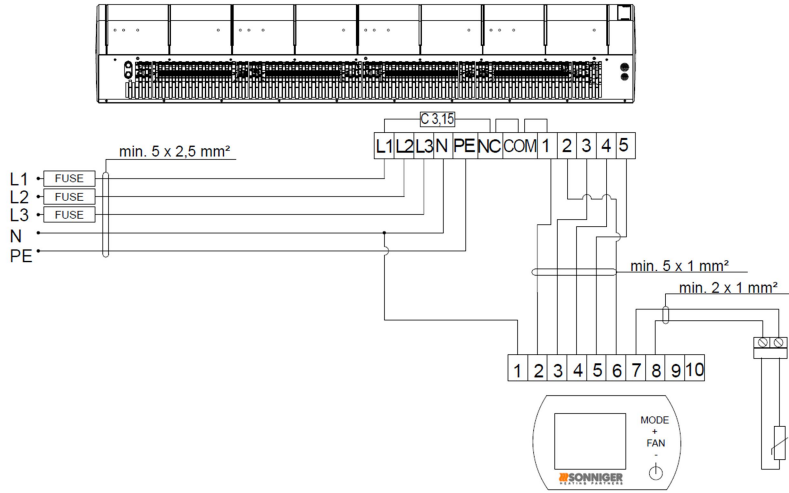 C 3,15
L1 L2 L3 N PE NC COM 1 2 3 4 5
min. 5 x 2,5 mm²
L1 FUSE
L2 FUSE
L3 FUSE
N
PE
min. 5 x 1 mm²
min. 2 x 1 mm²
1 2 3 4 5 6 7 8 9 10
MODE
+
FAN
-
SONNIGER
HEATING PARTNERS